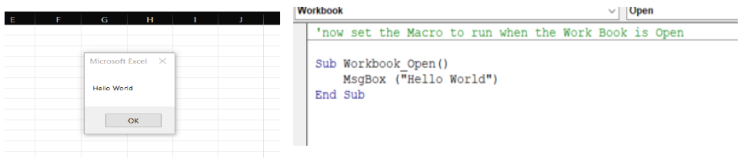 E F G H I J
Microsoft Excel
Hello World
OK
Workbook Open
'now set the Macro to run when the Work Book is Open
Sub Workbook_Open()
MsgBox ("Hello World")
End Sub